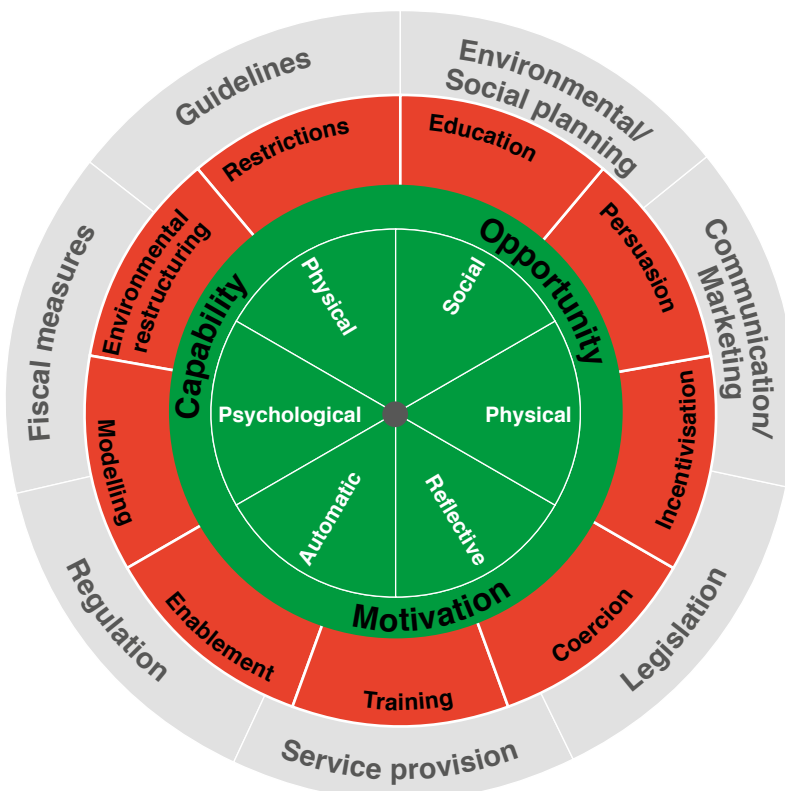 Guidelines
Environmental/
Social planning
Communication/
Marketing
Legislation
Service provision
Regulation
Fiscal measures
Restrictions
Education
Persuasion
Incentivisation
Coercion
Training
Enablement
Modelling
Environmental
restructuring
Capability
Opportunity
Motivation
Physical
Social
Physical
Reflective
Automatic
Psychological